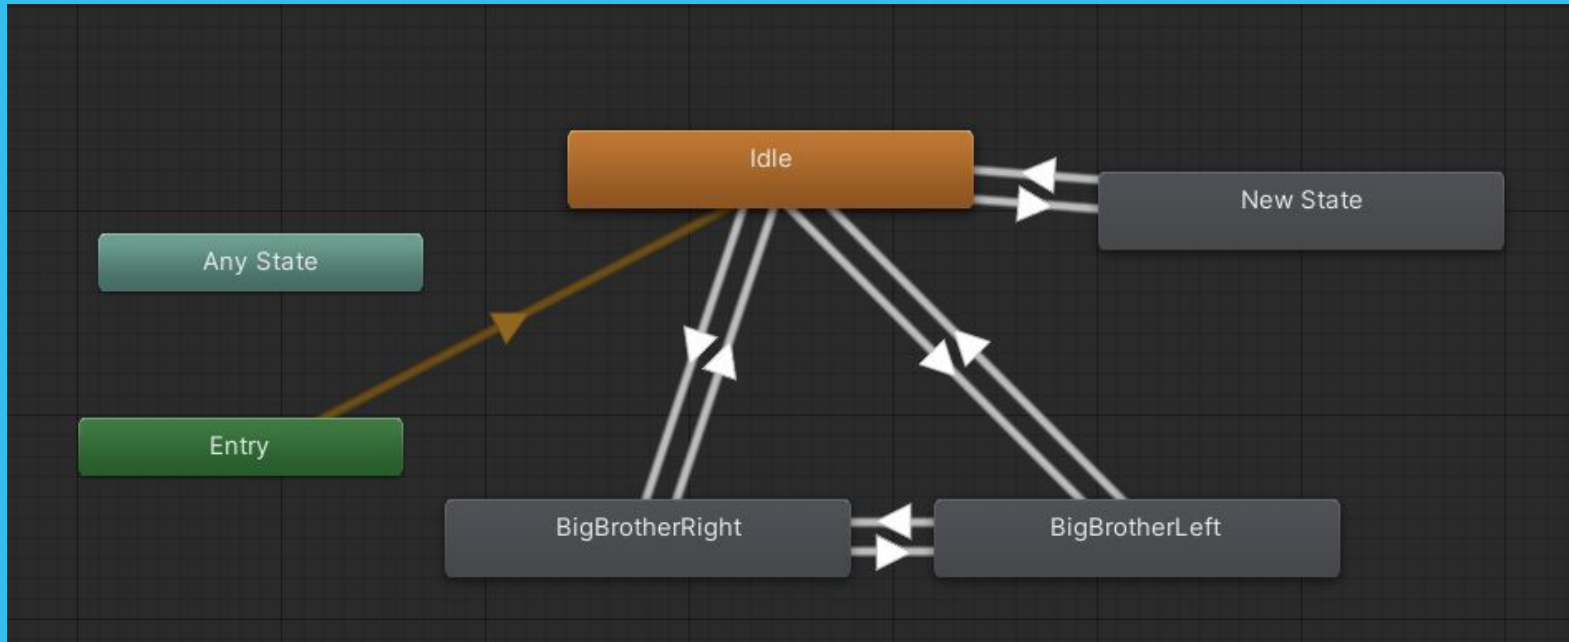 Idle
New State
Any State
Entry
BigBrotherRight
BigBrotherLeft